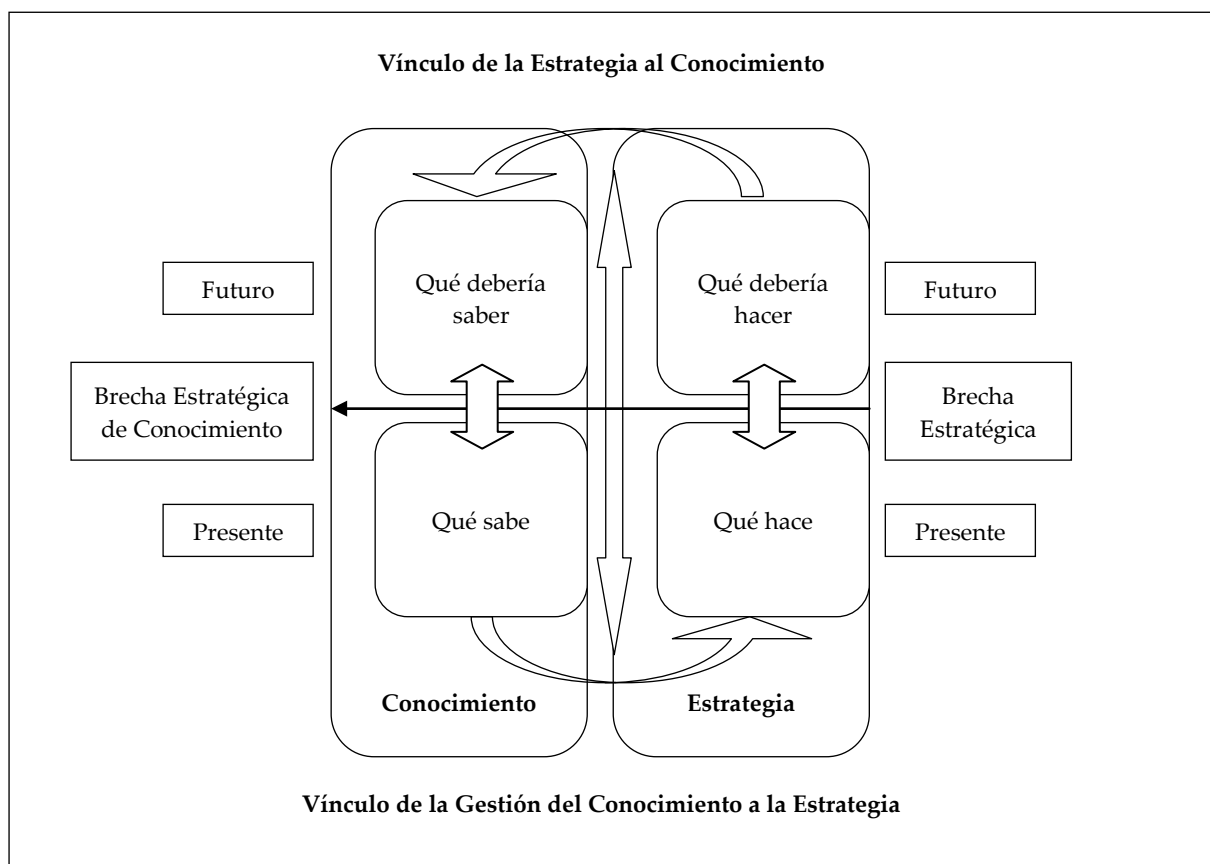 Vínculo de la Estrategia al Conocimiento
Futuro
Qué debería
saber
Qué debería
hacer
Futuro
Brecha Estratégica
de Conocimiento
Brecha
Estratégica
Presente
Qué sabe
Qué hace
Presente
Conocimiento
Estrategia
Vínculo de la Gestión del Conocimiento a la Estrategia